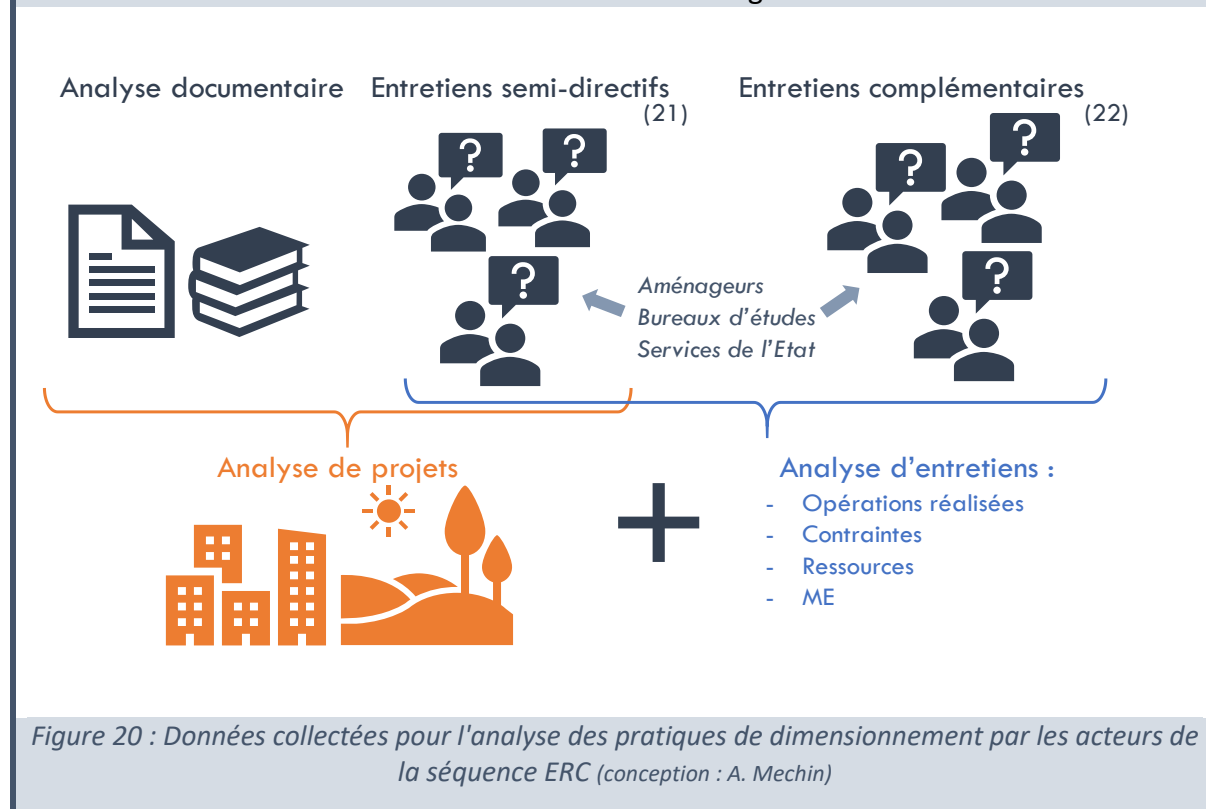 Analyse documentaire
Entretiens semi-directifs
(21)
Entretiens complémentaires
(22)
?
?
?
?
?
?
Aménageurs
Bureaux d'études
Services de l'Etat
Analyse de projets
+
Analyse d'entretiens :
- Opérations réalisées
- Contraintes
- Ressources
- ME
Figure 20 : Données collectées pour l'analyse des pratiques de dimensionnement par les acteurs de
la séquence ERC (conception : A. Mechin)